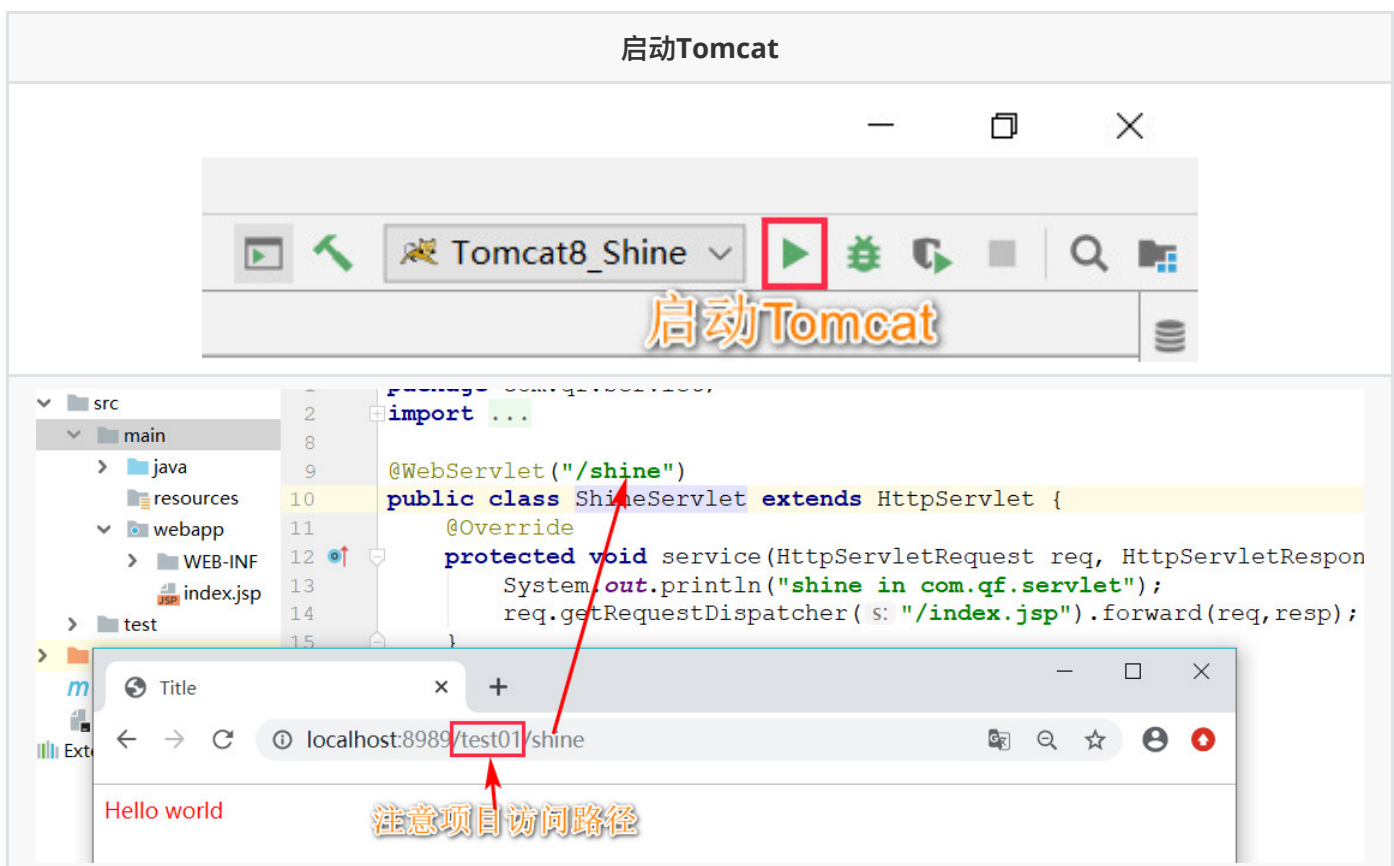 启动Tomcat
Tomcat8_Shine
启动Tomcat
src
main
java
resources
webapp
WEB-INF
index.jsp
test
2 import ...
8
9 @WebServlet("/shine")
10 public class ShineServlet extends HttpServlet {
11 @Override
12 protected void service(HttpServletRequest req, HttpServletRespon
13 System.out.println("shine in com.qf.servlet");
14 req.getRequestDispatcher( s: "/index.jsp").forward(req,resp);
15 }
m
Exte
Title
localhost:8989/test01/shine
Hello world
注意项目访问路径